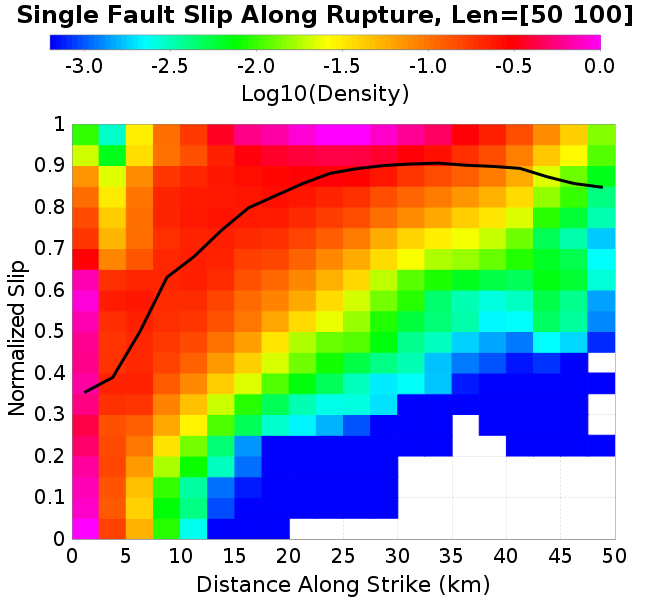 Single Fault Slip Along Rupture, Len=[50 100]
-3.0 -2.5 -2.0 -1.5 -1.0 -0.5 0.0
Log10(Density)
Normalized Slip
1
0.9
0.8
0.7
0.6
0.5
0.4
0.3
0.2
0.1
0
0 5 10 15 20 25 30 35 40 45 50
Distance Along Strike (km)